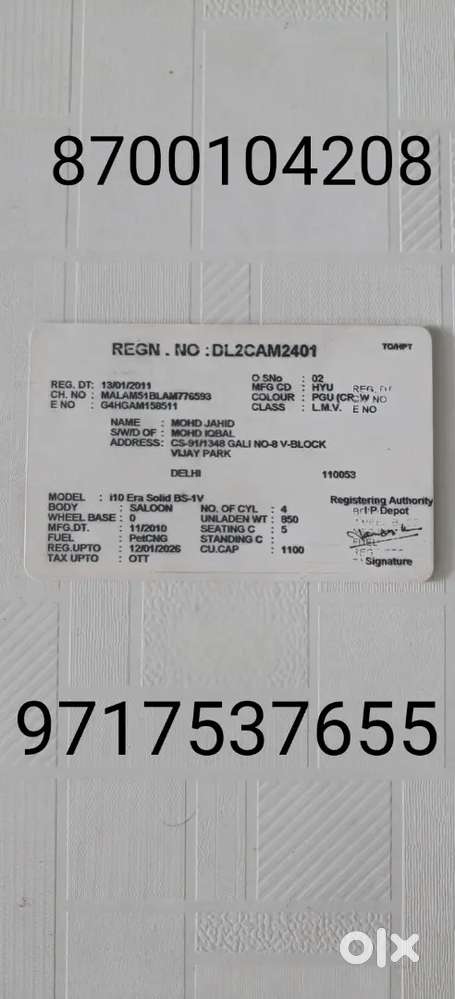 8700104208
REGN . NO : DL2CAM2401
TO/HPT
O SNo : 02
REG. DT: 13/01/2011 MFG CD : HYU
CH. NO : MALAM51BLAM776593 COLOUR : PGU (CR
E NO : G4HGAM158511 CLASS : L.M.V. E NO
NAME : MOHD JAHID
S/W/D OF : MOHD IQBAL
ADDRESS: CS-91/1348 GALI NO-8 V-BLOCK
VIJAY PARK
DELHI 110053
MODEL : i10 Era Solid BS-1V
BODY : SALOON NO. OF CYL : 4
WHEEL BASE : 0 UNLADEN WT : 850
MFG.DT. : 11/2010 SEATING C : 5
FUEL : PetCNG STANDING C :
REG.UPTO : 12/01/2026 CU.CAP : 1100
TAX UPTO : OTT
Registering Authority
I P Depot
Signature
9717537655
olx